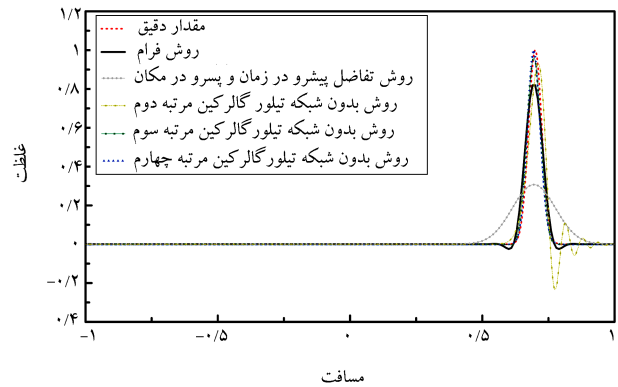 ۱/۲
۱
۰/۸
۰/۶
۰/۴
۰/۲
۰
-۰/۲
۰/۴
غلظت
مقدار دقیق
روش فرام
روش تفاضل پیشرو در زمان و پسرو در مکان
روش بدون شبکه تیلور گالرکین مرتبه دوم
روش بدون شبکه تیلورگالرکین مرتبه سوم
روش بدون شبکه تیلورگالرکین مرتبه چهارم
-۱ -۰/۵ ۰ ۰/۵ ۱
مسافت